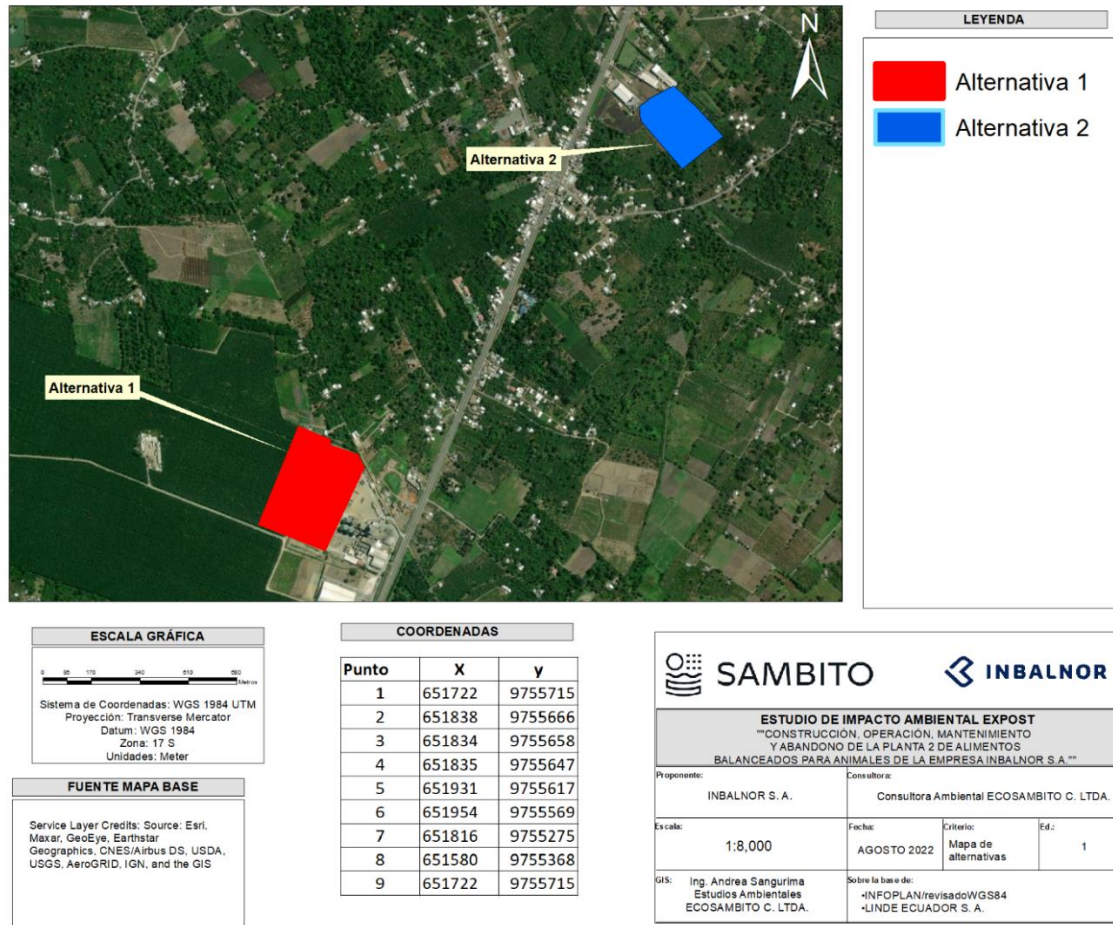 N
Alternativa 2
Alternativa 1
LEYENDA
Alternativa 1
Alternativa 2
ESCALA GRÁFICA
0 85 170 340 510 680
Metros
Sistema de Coordenadas: WGS 1984 UTM
Proyección: Transverse Mercator
Datum: WGS 1984
Zona: 17 S
Unidades: Meter
FUENTE MAPA BASE
Service Layer Credits: Source: Esri,
Maxar, GeoEye, Earthstar
Geographics, CNES/Airbus DS, USDA,
USGS, AeroGRID, IGN, and the GIS
COORDENADAS
Punto X y
1 651722 9755715
2 651838 9755666
3 651834 9755658
4 651835 9755647
5 651931 9755617
6 651954 9755569
7 651816 9755275
8 651580 9755368
9 651722 9755715
SAMBITO
INBALNOR
ESTUDIO DE IMPACTO AMBIENTAL EXPOST
""CONSTRUCCIÓN, OPERACIÓN, MANTENIMIENTO
Y ABANDONO DE LA PLANTA 2 DE ALIMENTOS
BALANCEADOS PARA ANIMALES DE LA EMPRESA INBALNOR S.A.""
Proponente:
INBALNOR S. A.
Consultora:
Consultora Ambiental ECOSAMBITO C. LTDA.
Escala:
1:8,000
Fecha:
AGOSTO 2022
Criterio:
Mapa de
alternativas
Ed.:
1
GIS:
Ing. Andrea Sangurima
Estudios Ambientales
ECOSAMBITO C. LTDA.
Sobre la base de:
•INFOPLAN/revisadoWGS84
•LINDE ECUADOR S. A.